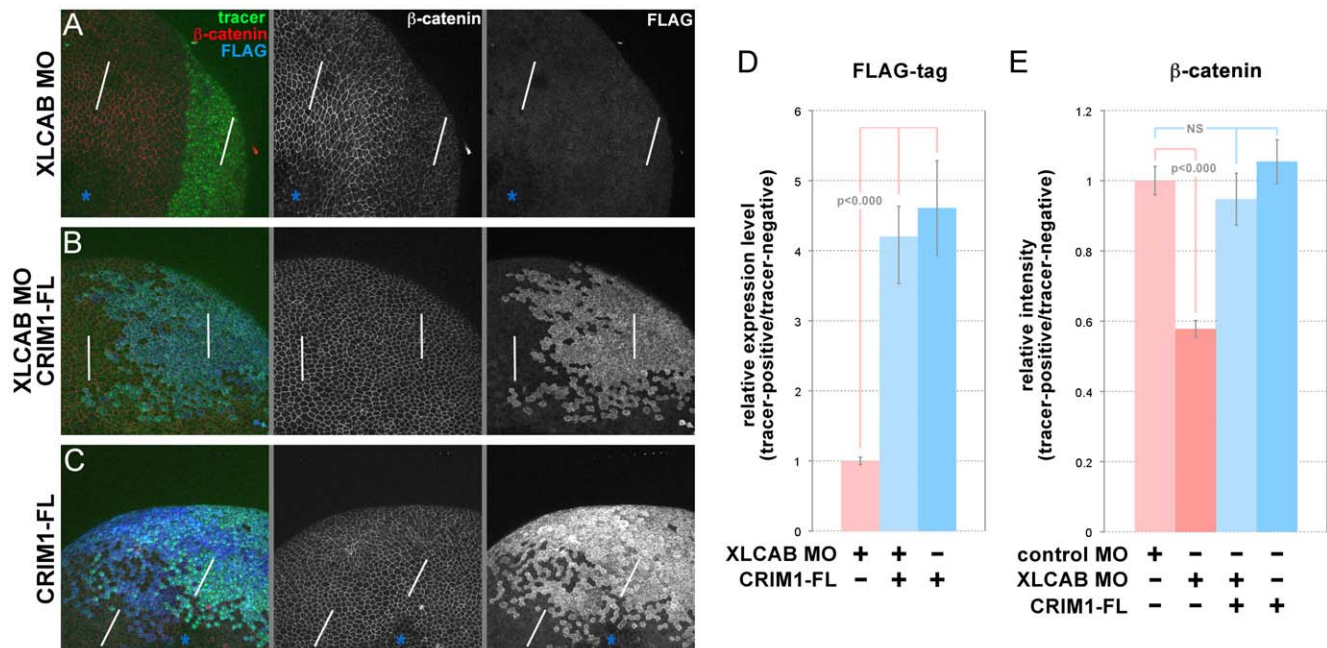 A
tracer
β-catenin
FLAG
β-catenin
FLAG
XLCAB MO
*
*
*
B
XLCAB MO
CRIM1-FL
C
CRIM1-FL
*
*
*
D
FLAG-tag
relative expression level
(tracer-positive/tracer-negative)
6
5
4
3
2
1
0
p<0.000
XLCAB MO + + −
CRIM1-FL − + +
E
β-catenin
relative intensity
(tracer-positive/tracer-negative)
1.2
1
0.8
0.6
0.4
0.2
0
NS
p<0.000
control MO + − − −
XLCAB MO − + + −
CRIM1-FL − − + +